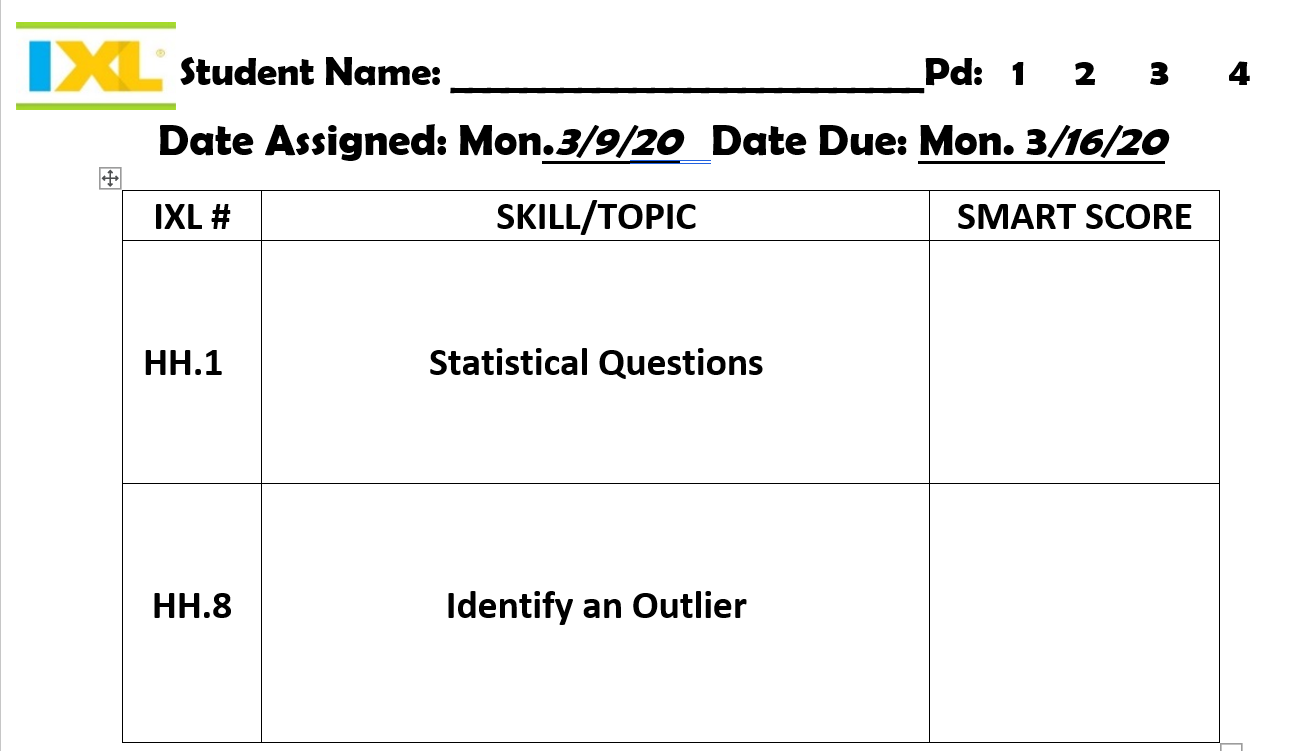 IXL® Student Name: __________________________Pd: 1 2 3 4
Date Assigned: Mon.3/9/20 Date Due: Mon. 3/16/20
IXL # SKILL/TOPIC SMART SCORE
HH.1 Statistical Questions
HH.8 Identify an Outlier